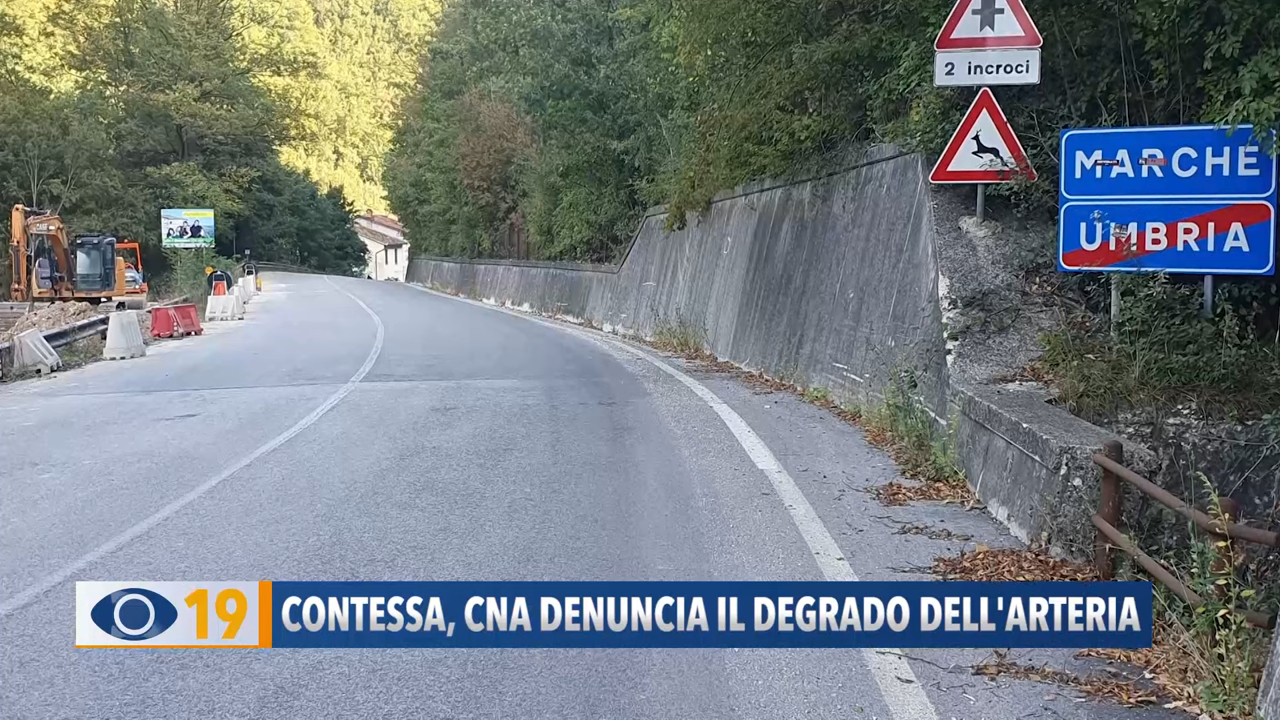 2 incroci
MARCHE
UMBRIA
19 CONTESSA, CNA DENUNCIA IL DEGRADO DELL'ARTERIA